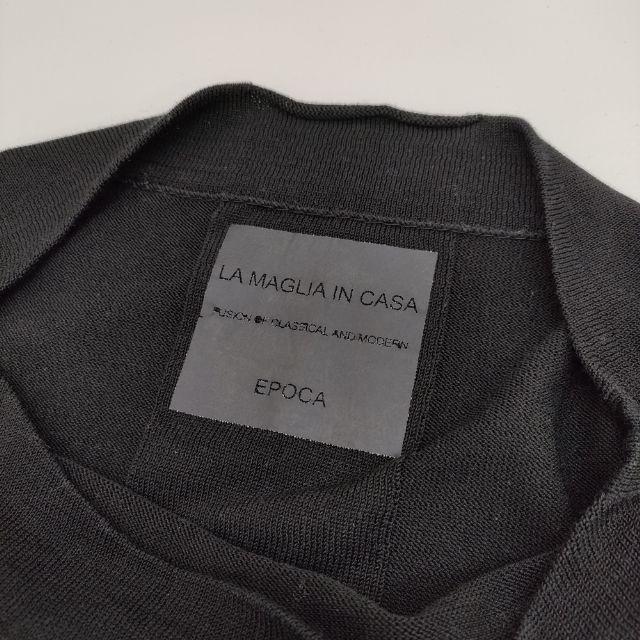 LA MAGLIA IN CASA
FUSION OF CLASSICAL AND MODERN
EPOCA